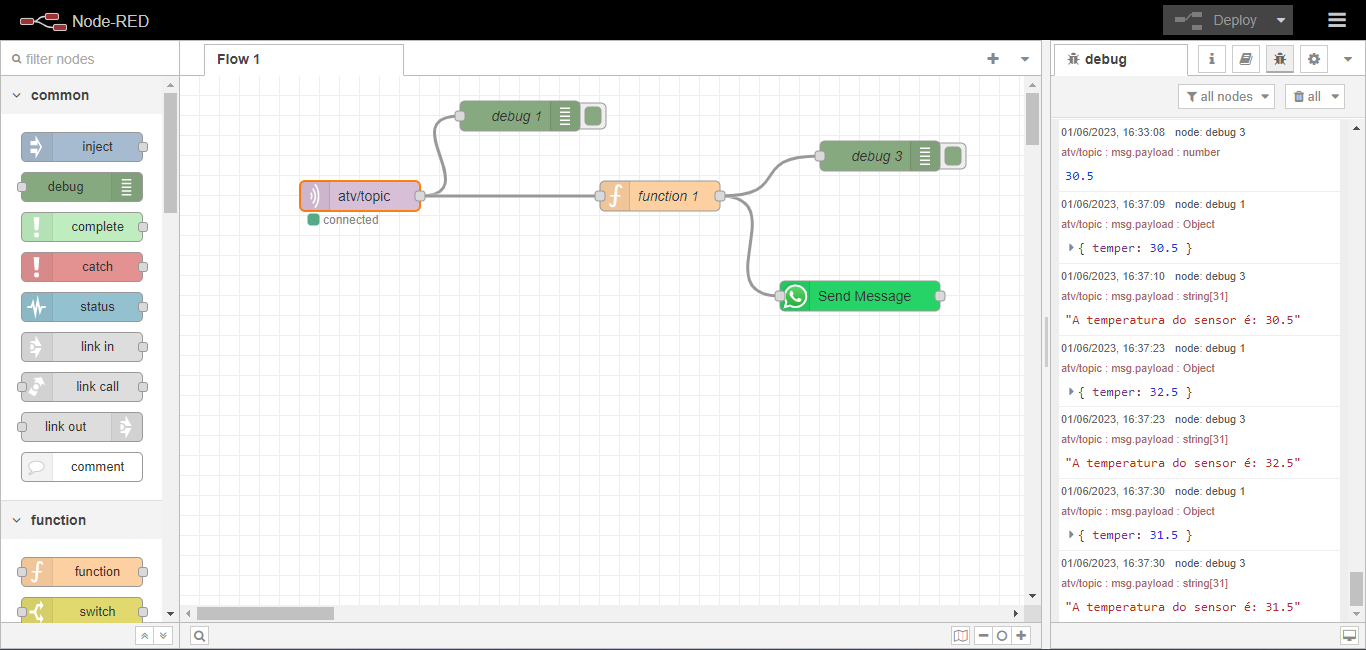 Node-RED
Deploy
filter nodes
common
inject
debug
complete
catch
status
link in
link call
link out
comment
function
function
switch
Flow 1
debug 1
atv/topic
connected
function 1
debug 3
Send Message
debug
all nodes
all
01/06/2023, 16:33:08 node: debug 3
atv/topic : msg.payload : number
30.5
01/06/2023, 16:37:09 node: debug 1
atv/topic : msg.payload : Object
{ temper: 30.5 }
01/06/2023, 16:37:10 node: debug 3
atv/topic : msg.payload : string[31]
"A temperatura do sensor é: 30.5"
01/06/2023, 16:37:23 node: debug 1
atv/topic : msg.payload : Object
{ temper: 32.5 }
01/06/2023, 16:37:23 node: debug 3
atv/topic : msg.payload : string[31]
"A temperatura do sensor é: 32.5"
01/06/2023, 16:37:30 node: debug 1
atv/topic : msg.payload : Object
{ temper: 31.5 }
01/06/2023, 16:37:30 node: debug 3
atv/topic : msg.payload : string[31]
"A temperatura do sensor é: 31.5"